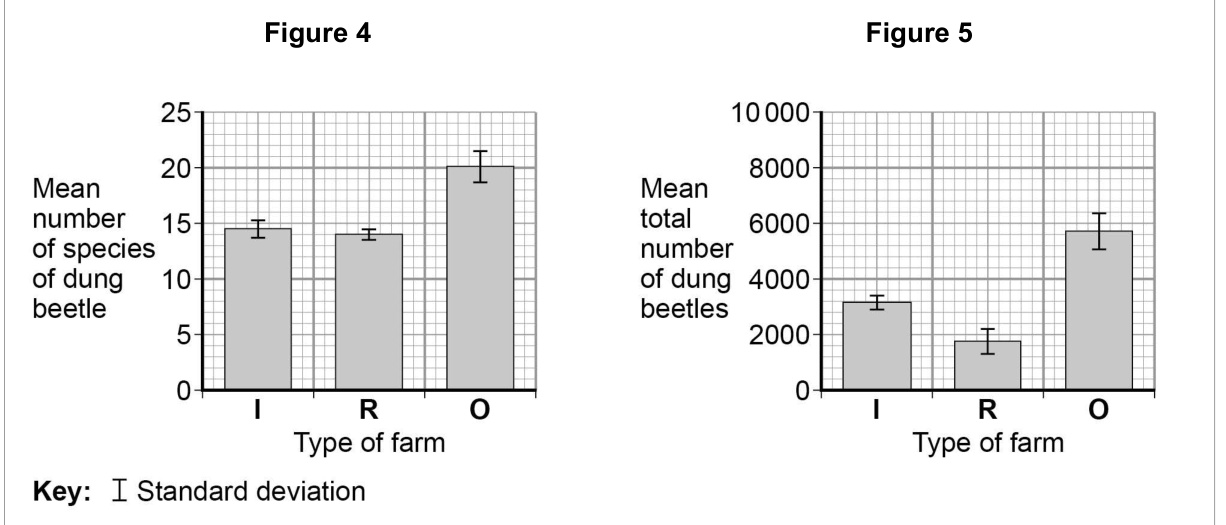 Figure 4
25
20
15
10
5
0
Mean
number
of species
of dung
beetle
I R O
Type of farm
Figure 5
10 000
8000
6000
4000
2000
0
Mean
total
number
of dung
beetles
I R O
Type of farm
Key: Standard deviation